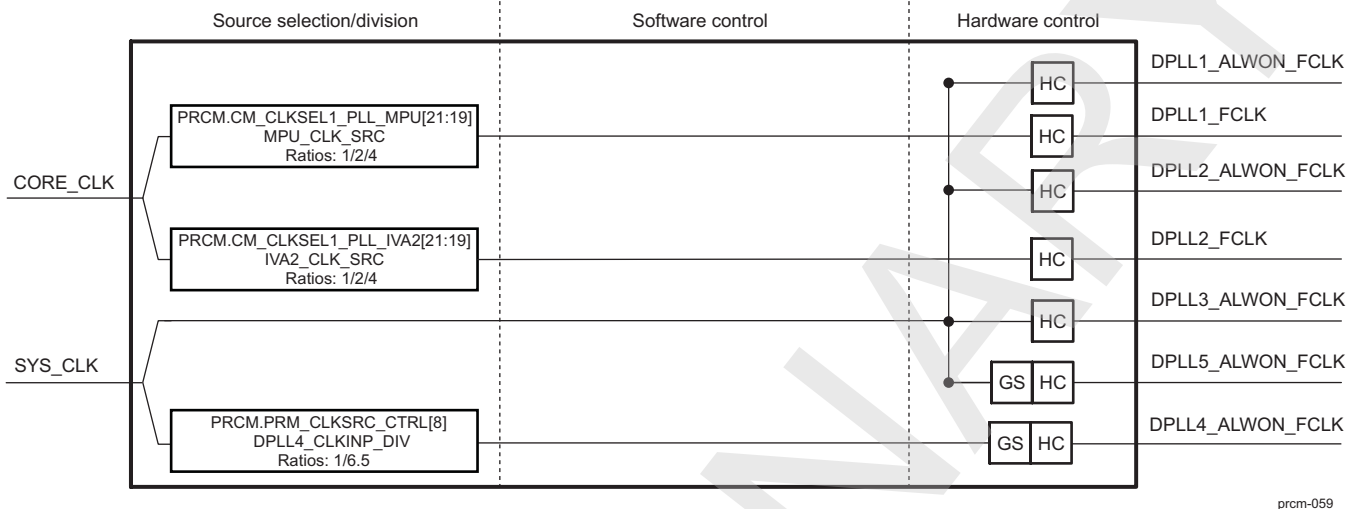 Source selection/division
Software control
Hardware control
DPLL1_ALWON_FCLK
HC
DPLL1_FCLK
PRCM.CM_CLKSEL1_PLL_MPU[21:19]
MPU_CLK_SRC
Ratios: 1/2/4
HC
DPLL2_ALWON_FCLK
CORE_CLK
HC
DPLL2_FCLK
PRCM.CM_CLKSEL1_PLL_IVA2[21:19]
IVA2_CLK_SRC
Ratios: 1/2/4
HC
DPLL3_ALWON_FCLK
HC
SYS_CLK
DPLL5_ALWON_FCLK
GS HC
PRCM.PRM_CLKSRC_CTRL[8]
DPLL4_CLKINP_DIV
Ratios: 1/6.5
DPLL4_ALWON_FCLK
GS HC
prcm-059
NARY